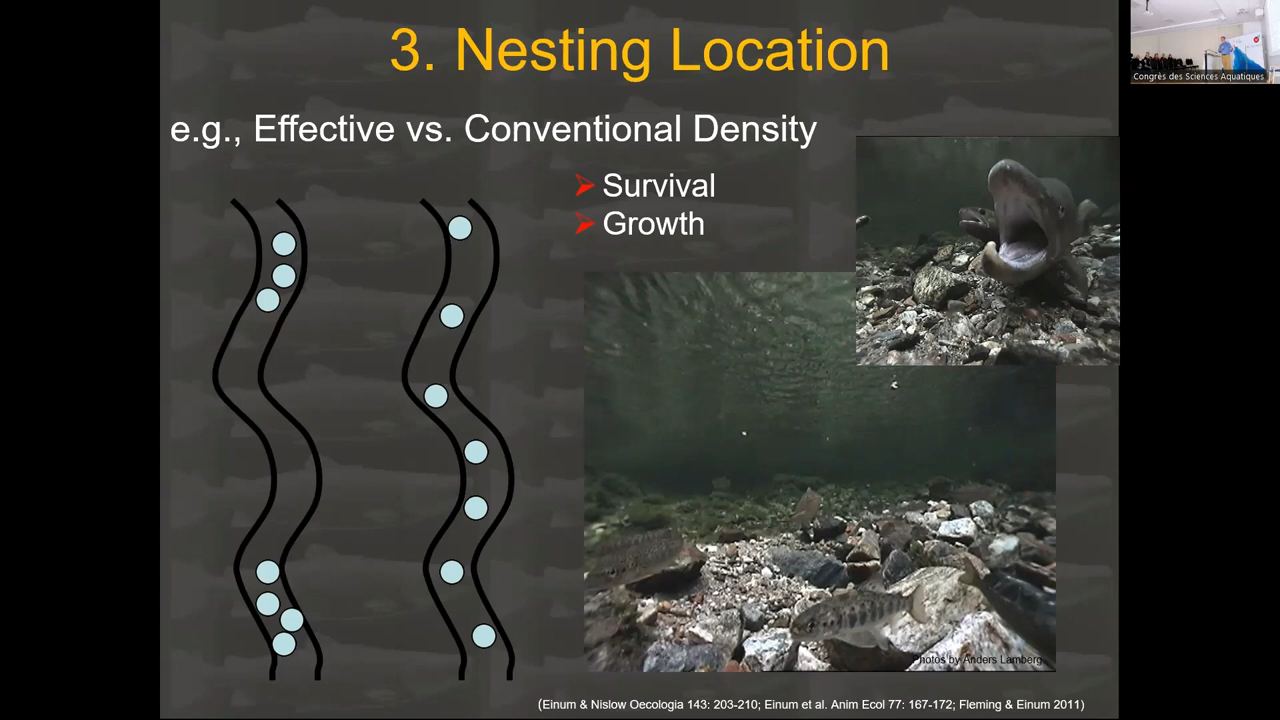 3. Nesting Location
e.g., Effective vs. Conventional Density
Survival
Growth
Photos by Anders Lamberg
(Einum & Nislow Oecologia 143: 203-210; Einum et al. Anim Ecol 77: 167-172; Fleming & Einum 2011)
Congrès des Sciences Aquatiques